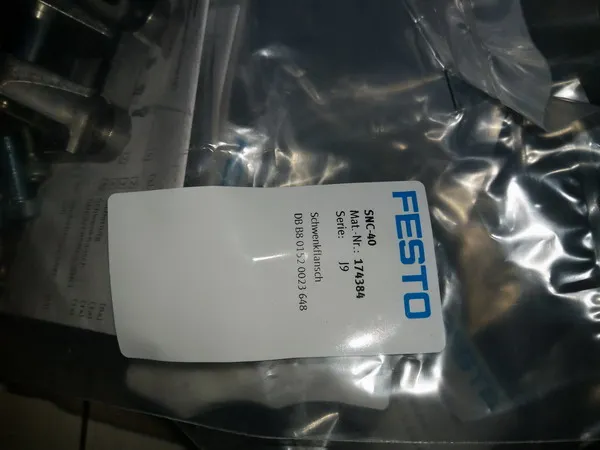 FESTO
SNC-40
Mat.-Nr.: 174384
Serie: J9
Schwenkflansch
DB B8 0152 0023 648